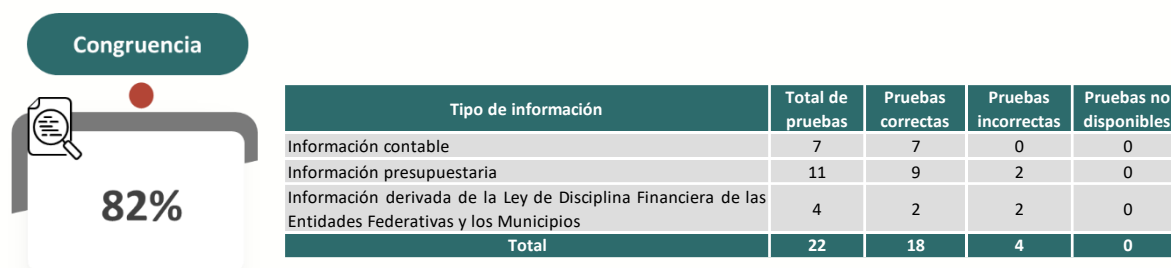 Congruencia
82%
Tipo de información Total de pruebas Pruebas correctas Pruebas incorrectas Pruebas no disponibles
Información contable 7 7 0 0
Información presupuestaria 11 9 2 0
Información derivada de la Ley de Disciplina Financiera de las
Entidades Federativas y los Municipios 4 2 2 0
Total 22 18 4 0